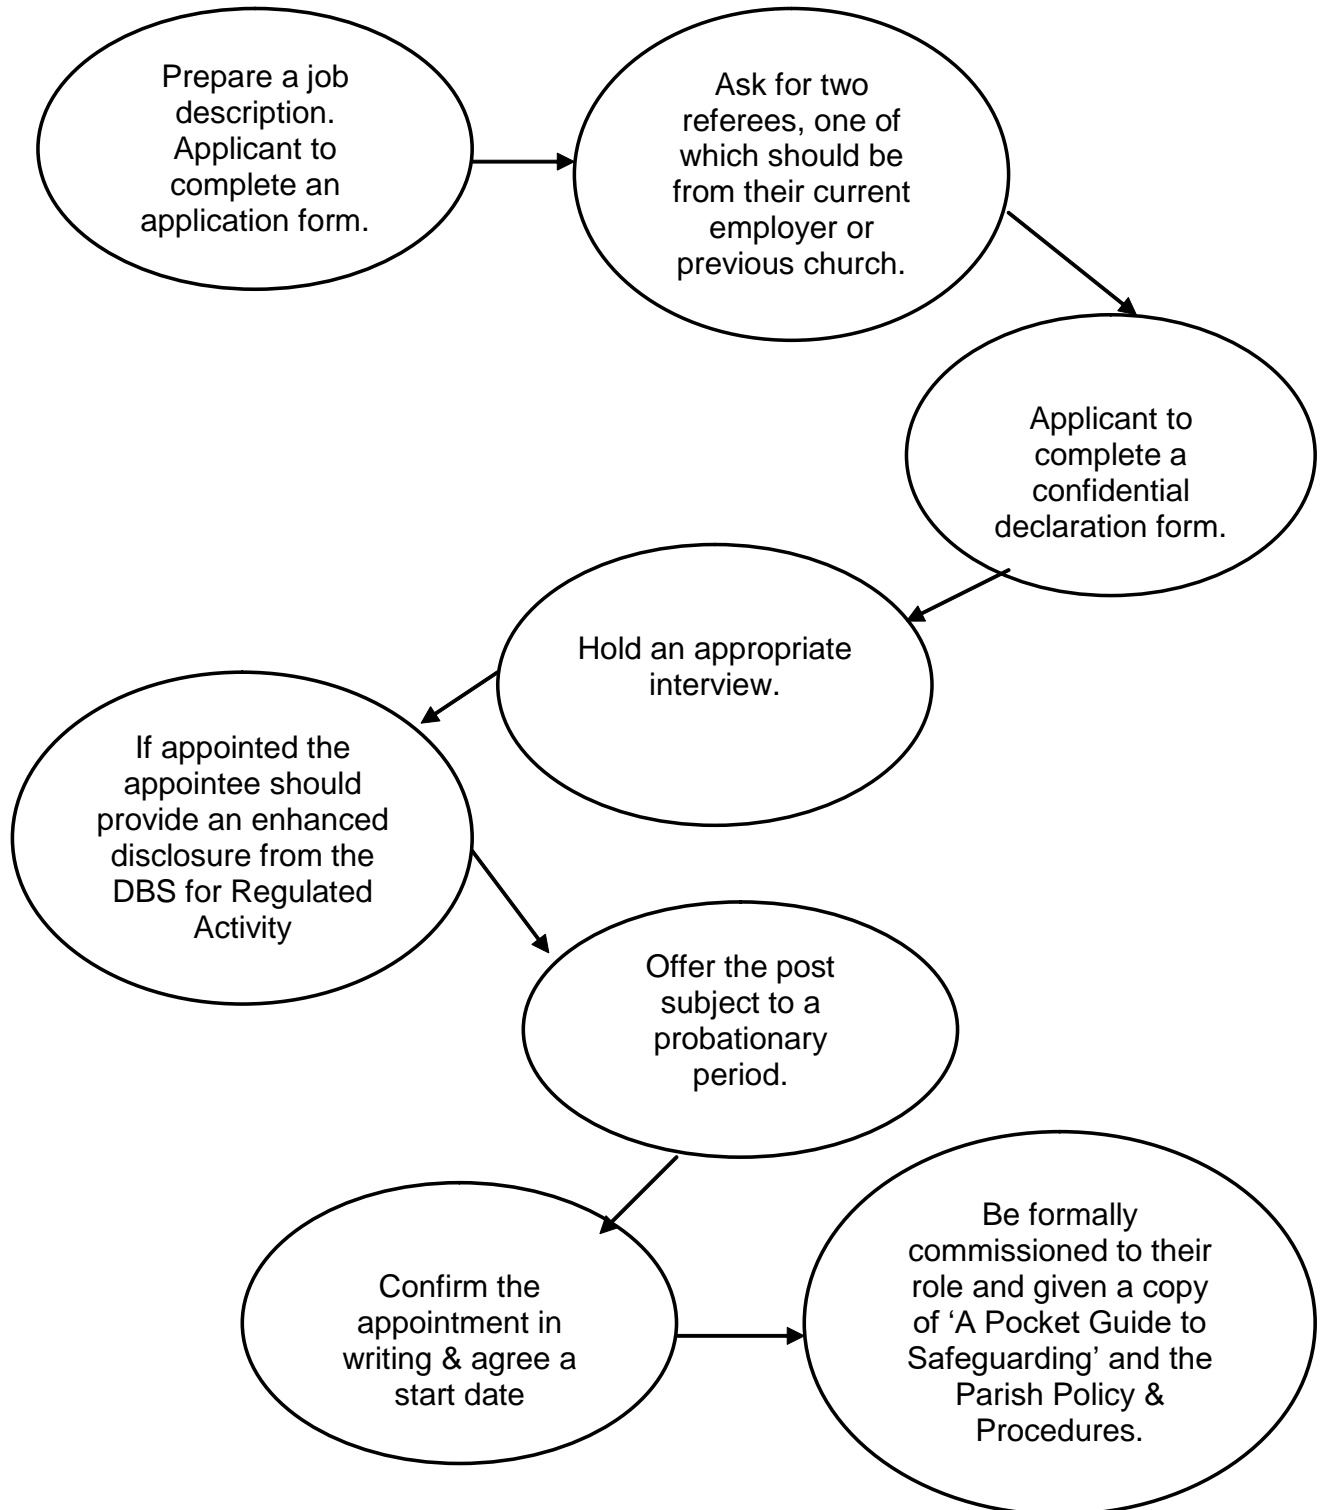 Prepare a job
description.
Applicant to
complete an
application form.
Ask for two
referees, one of
which should be
from their current
employer or
previous church.
Applicant to
complete a
confidential
declaration form.
Hold an appropriate
interview.
If appointed the
appointee should
provide an enhanced
disclosure from the
DBS for Regulated
Activity
Offer the post
subject to a
probationary
period.
Confirm the
appointment in
writing & agree a
start date
Be formally
commissioned to their
role and given a copy
of ‘A Pocket Guide to
Safeguarding’ and the
Parish Policy &
Procedures.